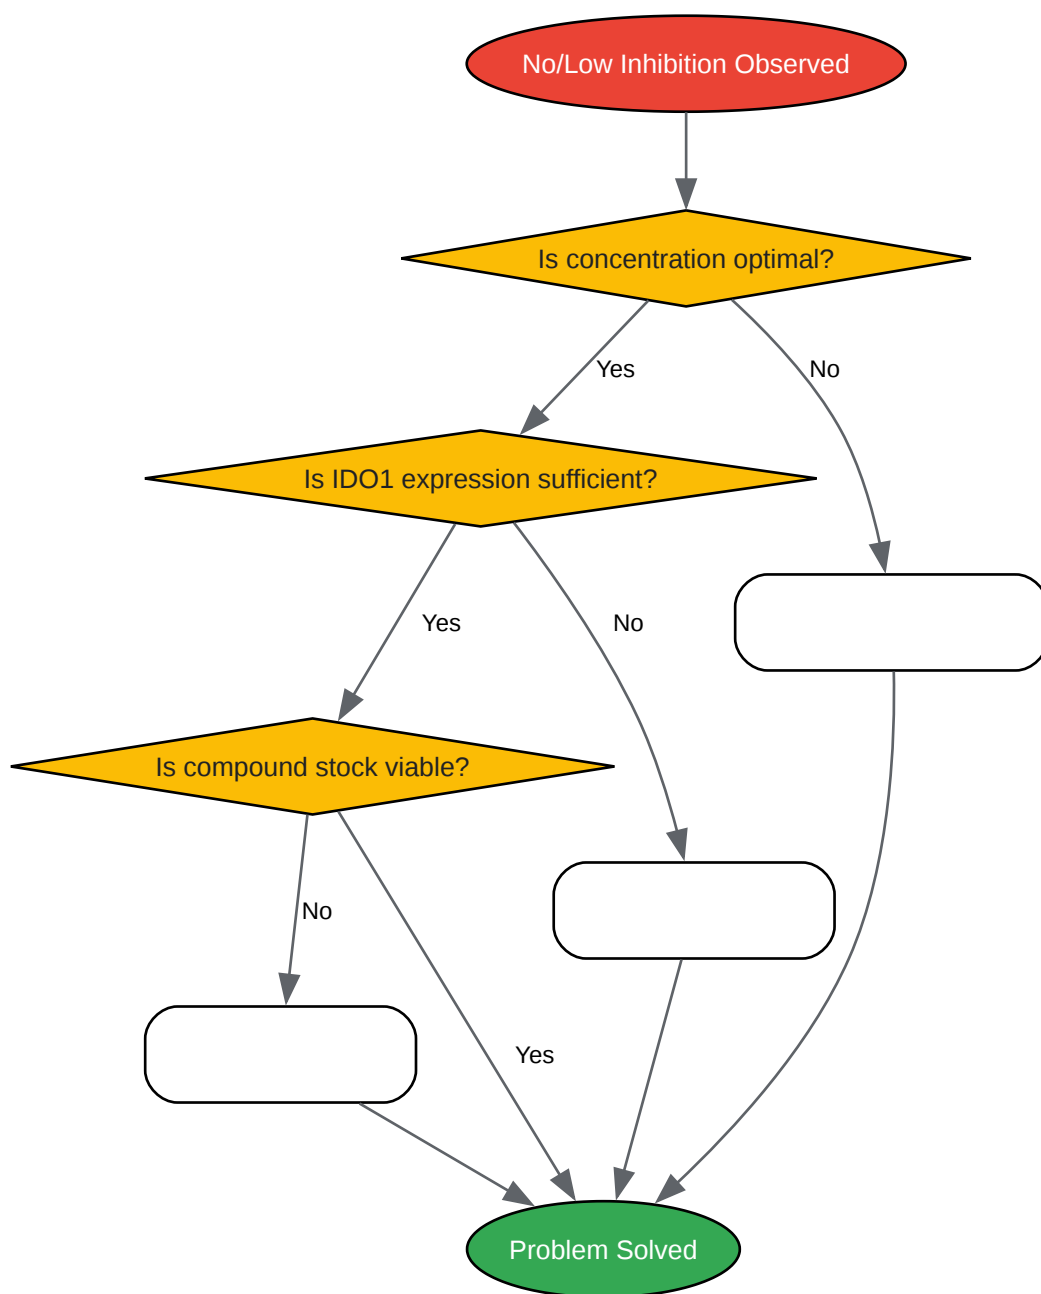 No/Low Inhibition Observed
Is concentration optimal?
Yes
No
Is IDO1 expression sufficient?
Yes
No
Is compound stock viable?
No
Yes
Problem Solved